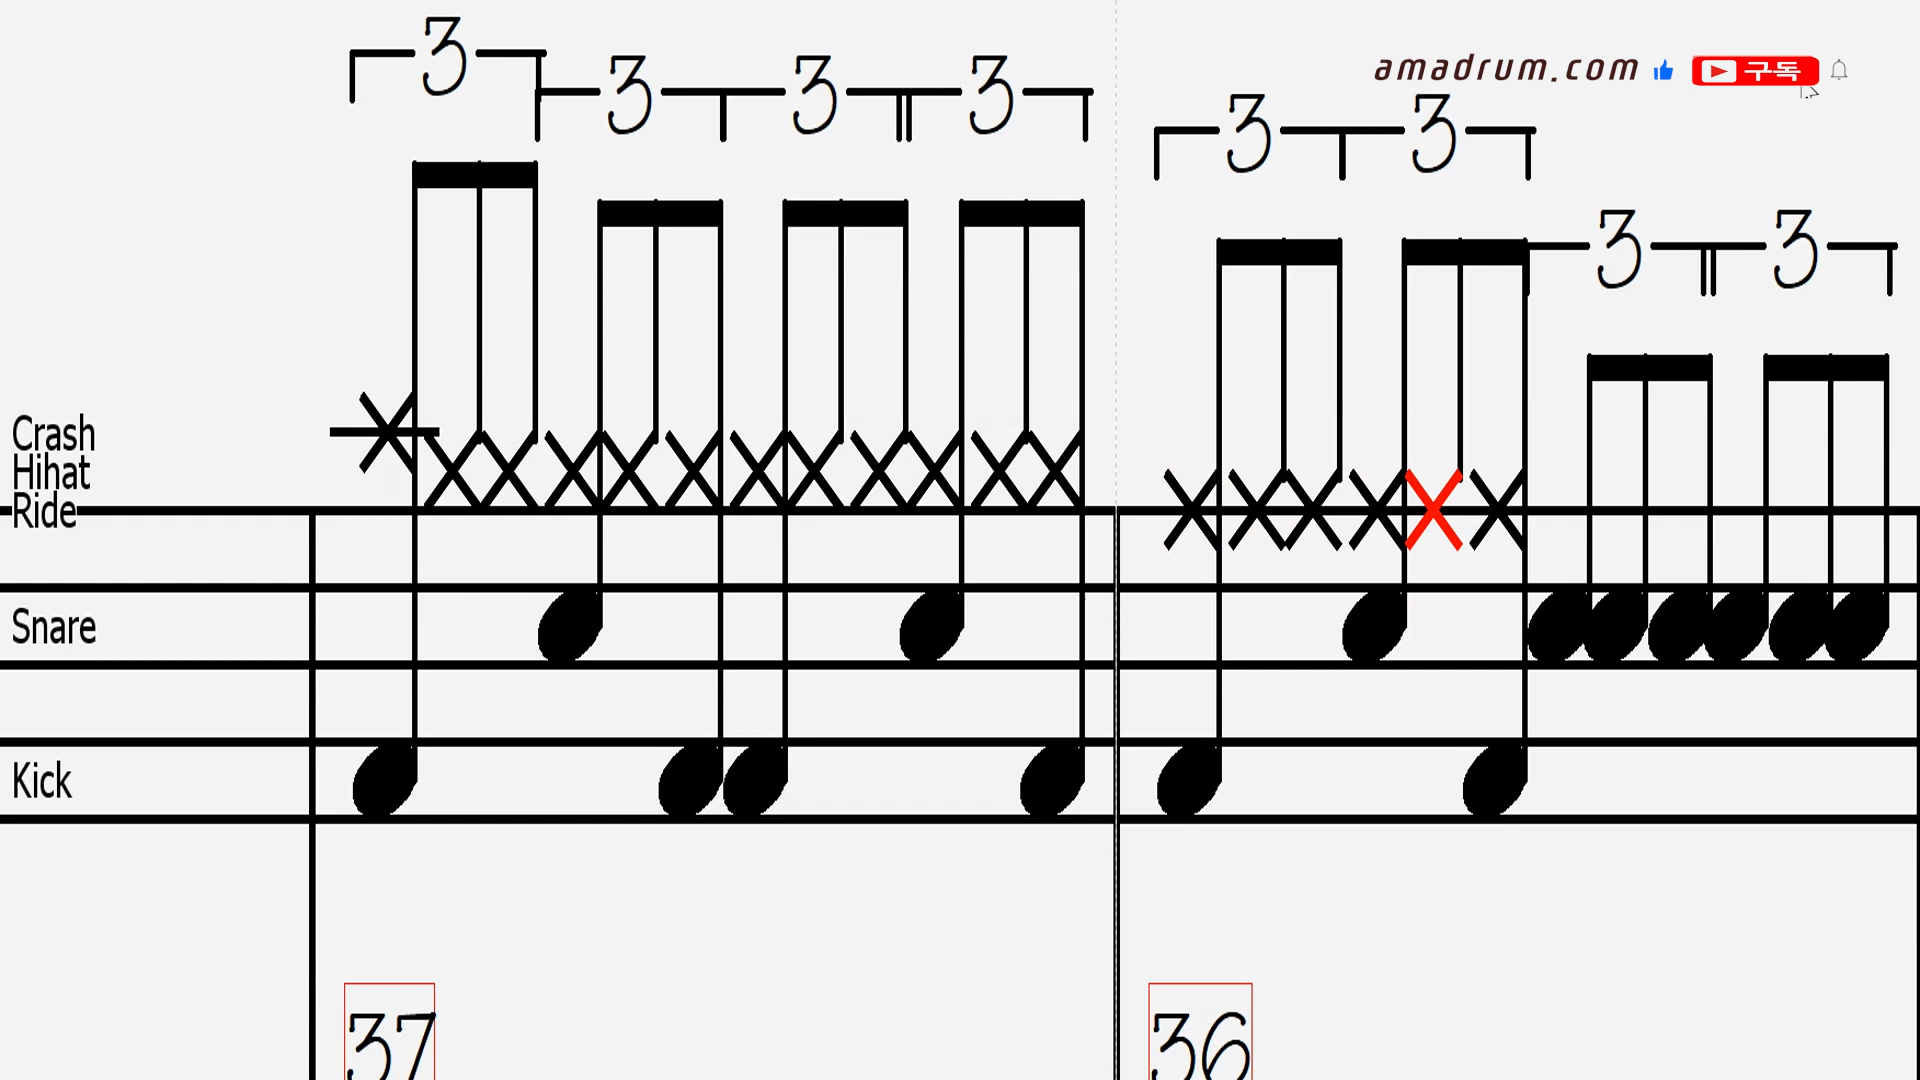 3 3 3 3 3 3 3 3
amadrum.com 구독
Crash
Hihat
Ride
Snare
Kick
37 36